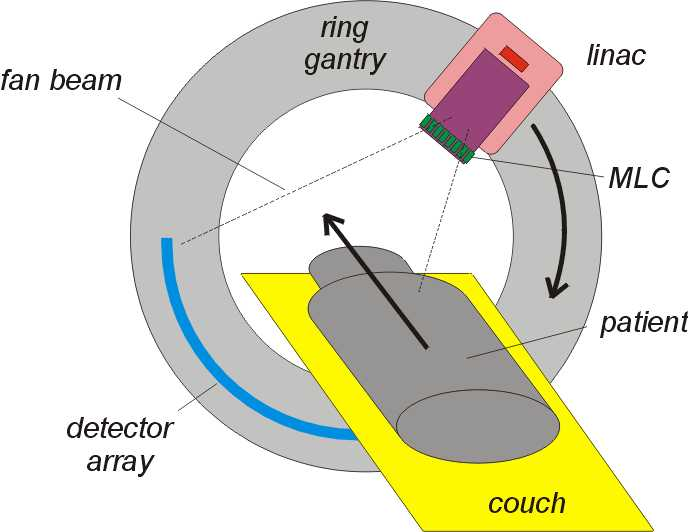 ring
gantry
linac
fan beam
MLC
patient
detector
array
couch